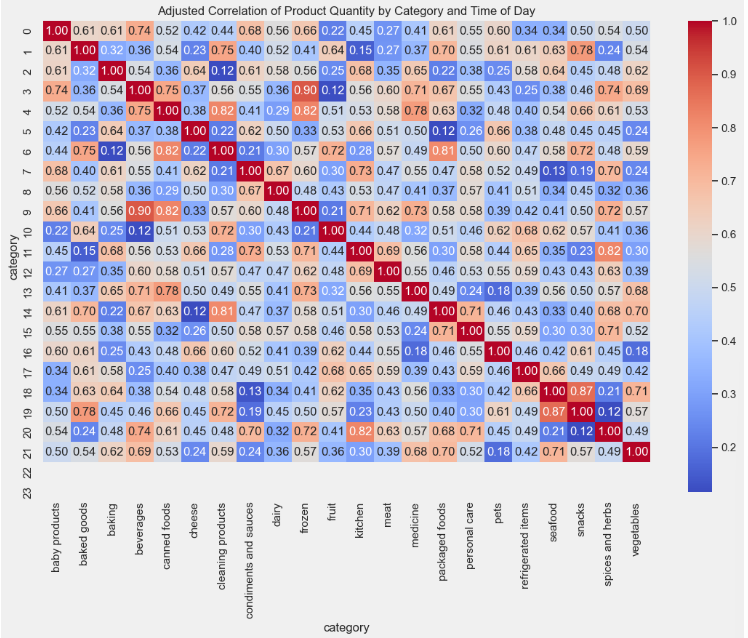 Adjusted Correlation of Product Quantity by Category and Time of Day
0 1.00 0.61 0.61 0.74 0.52 0.42 0.44 0.68 0.56 0.66 0.22 0.45 0.27 0.41 0.61 0.55 0.60 0.34 0.34 0.50 0.54 0.50
1 0.61 1.00 0.32 0.36 0.54 0.23 0.75 0.40 0.52 0.41 0.64 0.15 0.27 0.37 0.70 0.55 0.61 0.61 0.63 0.78 0.24 0.54
2 0.61 0.32 1.00 0.54 0.36 0.64 0.12 0.61 0.58 0.56 0.25 0.68 0.35 0.65 0.22 0.38 0.25 0.58 0.64 0.45 0.48 0.62
3 0.74 0.36 0.54 1.00 0.75 0.37 0.56 0.55 0.36 0.90 0.12 0.56 0.60 0.71 0.67 0.55 0.43 0.25 0.38 0.46 0.74 0.69
4 0.52 0.54 0.36 0.75 1.00 0.38 0.82 0.41 0.29 0.82 0.51 0.53 0.58 0.78 0.63 0.32 0.48 0.40 0.54 0.66 0.61 0.53
5 0.42 0.23 0.64 0.37 0.38 1.00 0.22 0.62 0.50 0.33 0.53 0.66 0.51 0.50 0.12 0.26 0.66 0.38 0.48 0.45 0.45 0.24
6 0.44 0.75 0.12 0.56 0.82 0.22 1.00 0.21 0.30 0.57 0.72 0.28 0.57 0.49 0.81 0.50 0.60 0.47 0.58 0.72 0.48 0.59
7 0.68 0.40 0.61 0.55 0.41 0.62 0.21 1.00 0.67 0.60 0.30 0.73 0.47 0.55 0.47 0.58 0.52 0.49 0.13 0.19 0.70 0.24
8 0.56 0.52 0.58 0.36 0.29 0.50 0.30 0.67 1.00 0.48 0.43 0.53 0.47 0.41 0.37 0.57 0.41 0.51 0.34 0.45 0.32 0.36
9 0.66 0.41 0.56 0.90 0.82 0.33 0.57 0.60 0.48 1.00 0.21 0.71 0.62 0.73 0.58 0.58 0.39 0.42 0.41 0.50 0.72 0.57
10 0.22 0.64 0.25 0.12 0.51 0.53 0.72 0.30 0.43 0.21 1.00 0.44 0.48 0.32 0.51 0.46 0.62 0.68 0.62 0.57 0.41 0.36
11 0.45 0.15 0.68 0.56 0.53 0.66 0.28 0.73 0.53 0.71 0.44 1.00 0.69 0.56 0.30 0.58 0.44 0.65 0.35 0.23 0.82 0.30
12 0.27 0.27 0.35 0.60 0.58 0.51 0.57 0.47 0.47 0.62 0.48 0.69 1.00 0.55 0.46 0.53 0.55 0.59 0.43 0.43 0.63 0.39
13 0.41 0.37 0.65 0.71 0.78 0.50 0.49 0.55 0.41 0.73 0.32 0.56 0.55 1.00 0.49 0.24 0.18 0.39 0.56 0.50 0.57 0.68
14 0.61 0.70 0.22 0.67 0.63 0.12 0.81 0.47 0.37 0.58 0.51 0.30 0.46 0.49 1.00 0.71 0.46 0.43 0.33 0.40 0.68 0.70
15 0.55 0.55 0.38 0.55 0.32 0.26 0.50 0.58 0.57 0.58 0.46 0.58 0.53 0.24 0.71 1.00 0.55 0.59 0.30 0.30 0.71 0.52
16 0.60 0.61 0.25 0.43 0.48 0.66 0.60 0.52 0.41 0.39 0.62 0.44 0.55 0.18 0.46 0.55 1.00 0.46 0.42 0.61 0.45 0.18
17 0.34 0.61 0.58 0.25 0.40 0.38 0.47 0.49 0.51 0.42 0.68 0.65 0.59 0.39 0.43 0.59 0.46 1.00 0.66 0.49 0.49 0.42
18 0.34 0.63 0.64 0.38 0.54 0.48 0.58 0.13 0.34 0.41 0.62 0.35 0.43 0.56 0.33 0.30 0.42 0.66 1.00 0.87 0.21 0.71
19 0.50 0.78 0.45 0.46 0.66 0.45 0.72 0.19 0.45 0.50 0.57 0.23 0.43 0.50 0.40 0.30 0.61 0.49 0.87 1.00 0.12 0.57
20 0.54 0.24 0.48 0.74 0.61 0.45 0.48 0.70 0.32 0.72 0.41 0.82 0.63 0.57 0.68 0.71 0.45 0.49 0.21 0.12 1.00 0.49
21 0.50 0.54 0.62 0.69 0.53 0.24 0.59 0.24 0.36 0.57 0.36 0.30 0.39 0.68 0.70 0.52 0.18 0.42 0.71 0.57 0.49 1.00
22
23
category
baby products
baked goods
baking
beverages
canned foods
cheese
cleaning products
condiments and sauces
dairy
frozen
fruit
kitchen
meat
medicine
packaged foods
personal care
pets
refrigerated items
seafood
snacks
spices and herbs
vegetables
category
1.0
0.9
0.8
0.7
0.6
0.5
0.4
0.3
0.2